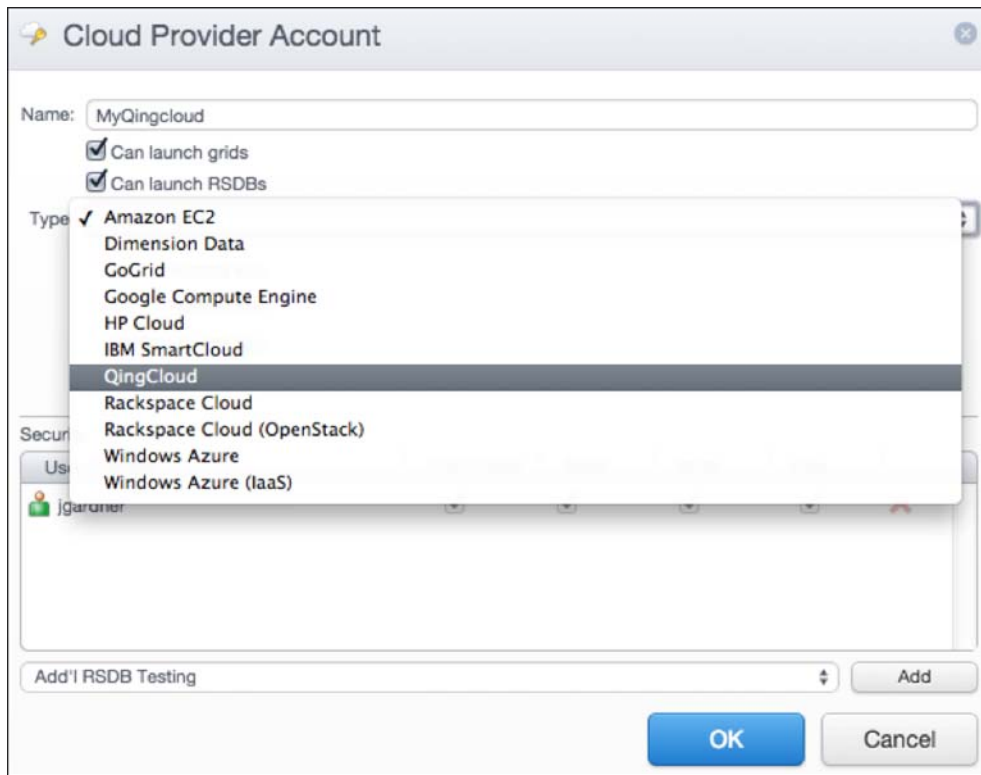 Cloud Provider Account
Name: MyQingcloud
Can launch grids
Can launch RSDBs
Type ✓ Amazon EC2
Dimension Data
GoGrid
Google Compute Engine
HP Cloud
IBM SmartCloud
QingCloud
Rackspace Cloud
Rackspace Cloud (OpenStack)
Windows Azure
Windows Azure (IaaS)
jgardner
Add'l RSDB Testing
Add
OK
Cancel